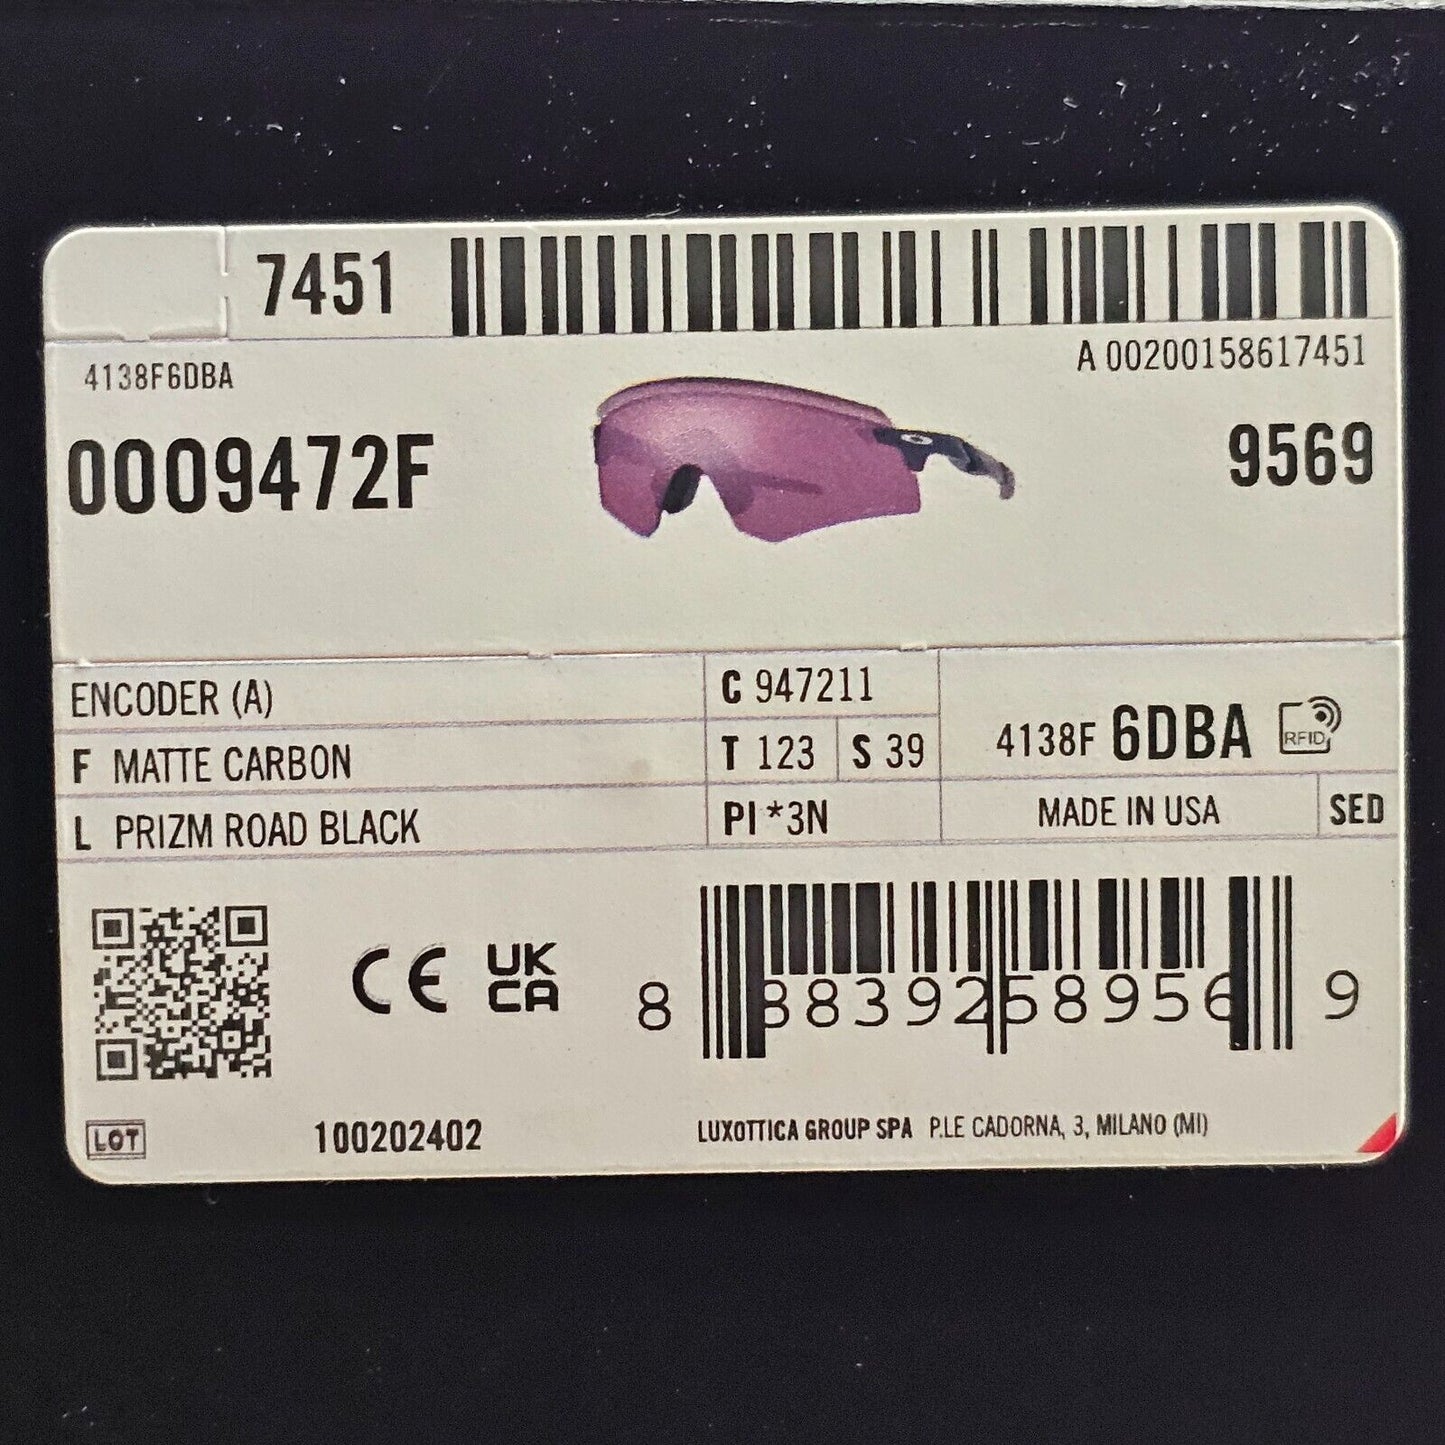 7451
A 00200158617451
4138F6DBA
0009472F
9569
ENCODER (A)
C 947211
F MATTE CARBON
T 123
S 39
4138F 6DBA
RFID
L PRIZM ROAD BLACK
PI *3N
MADE IN USA
SED
CE
UK
CA
8 88392 68956 9
LOT
100202402
LUXOTTICA GROUP SPA P.LE CADORNA, 3, MILANO (MI)